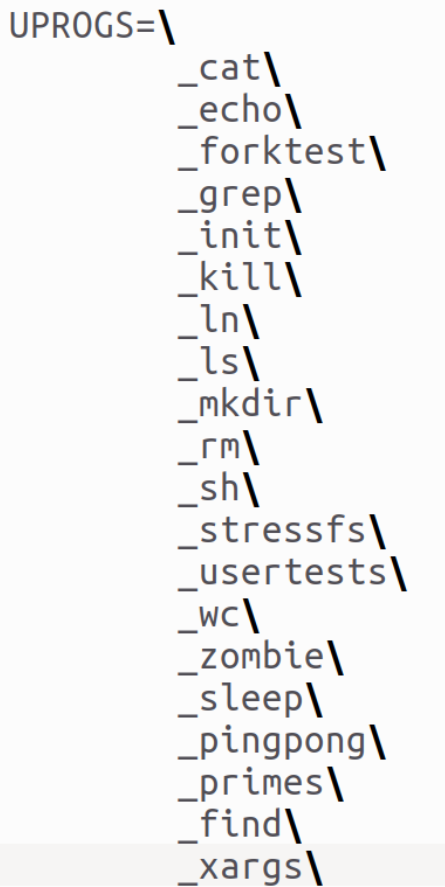 UPROGS=\
_cat\
_echo\
_forktest\
_grep\
_init\
_kill\
_ln\
_ls\
_mkdir\
_rm\
_sh\
_stressfs\
_usertests\
_wc\
_zombie\
_sleep\
_pingpong\
_primes\
_find\
_xargs\